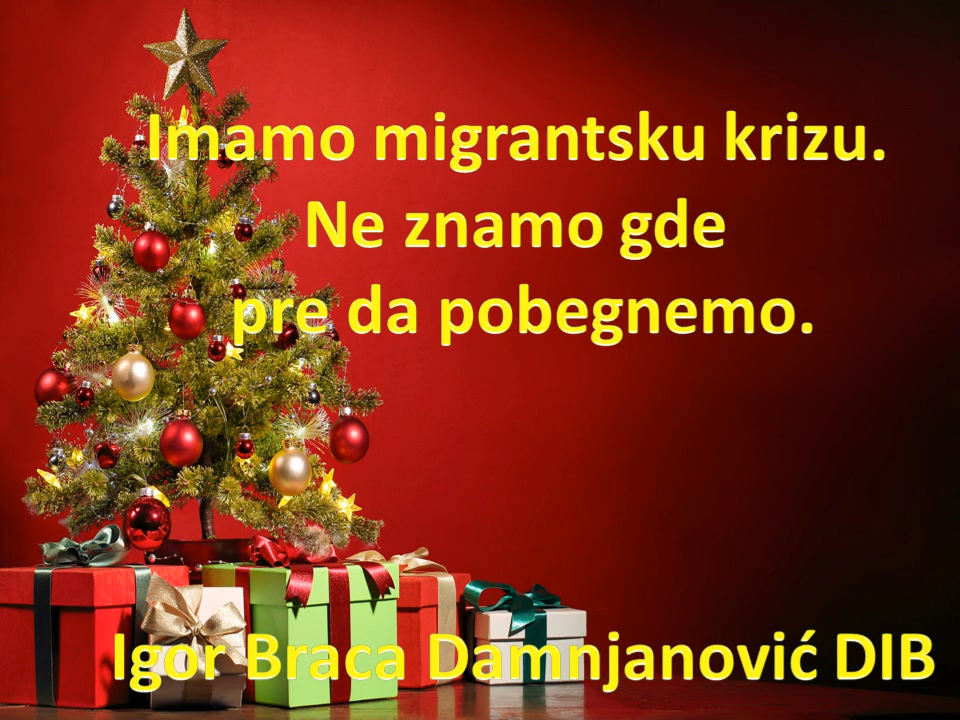 Imamo migrantsku krizu.
Ne znamo gde
pre da pobegnemo.
Igor Braca Damnjanović DIB